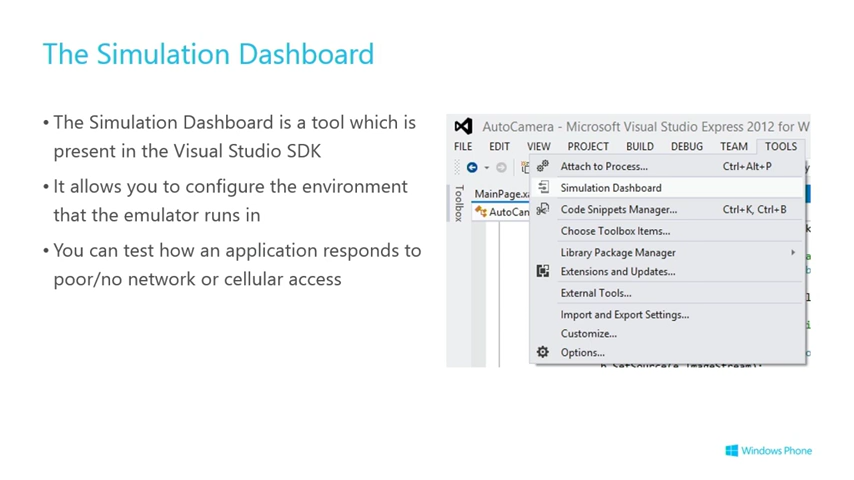 The Simulation Dashboard
• The Simulation Dashboard is a tool which is
present in the Visual Studio SDK
• It allows you to configure the environment
that the emulator runs in
• You can test how an application responds to
poor/no network or cellular access
AutoCamera - Microsoft Visual Studio Express 2012 for W
FILE EDIT VIEW PROJECT BUILD DEBUG TEAM TOOLS
Attach to Process... Ctrl+Alt+P
Toolbox
MainPage.xa
Simulation Dashboard
AutoCam
Code Snippets Manager... Ctrl+K, Ctrl+B
Choose Toolbox Items...
Library Package Manager
Extensions and Updates...
External Tools...
Import and Export Settings...
Customize...
Options...
Windows Phone